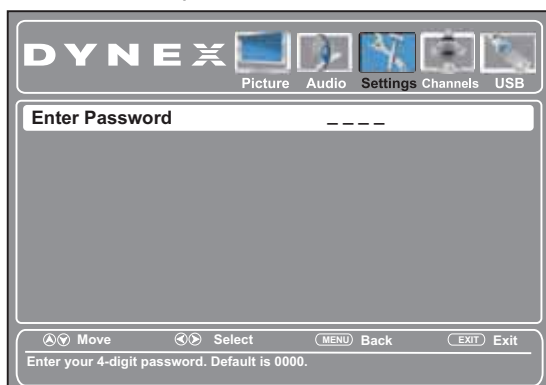 DYNEX
Picture Audio Settings Channels USB
Enter Password _ _ _ _
Move Select MENU Back EXIT Exit
Enter your 4-digit password. Default is 0000.